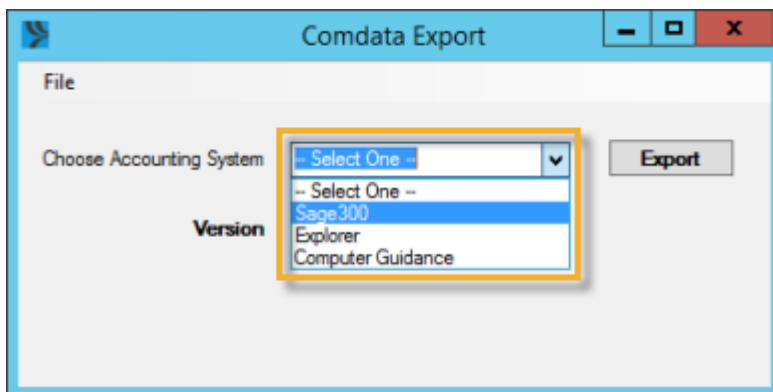 Comdata Export
File
Choose Accounting System
-- Select One --
Export
-- Select One --
Sage300
Version
Explorer
Computer Guidance